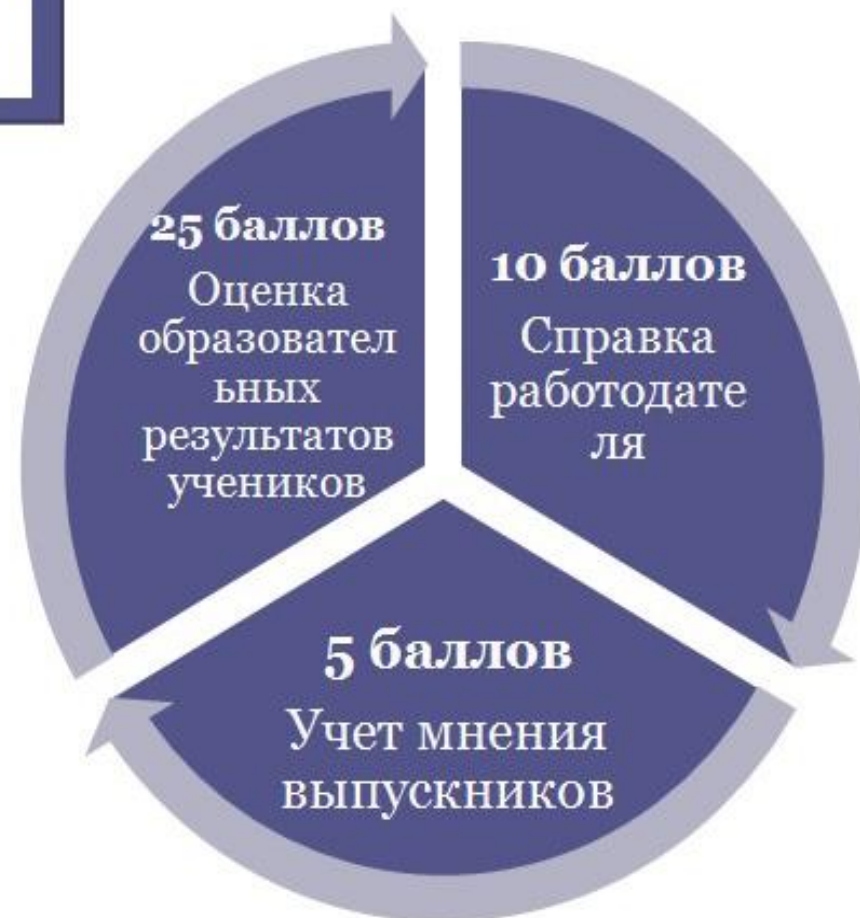 25 баллов
Оценка
образовател
ьных
результатов
учеников
10 баллов
Справка
работодате
ля
5 баллов
Учет мнения
выпускников